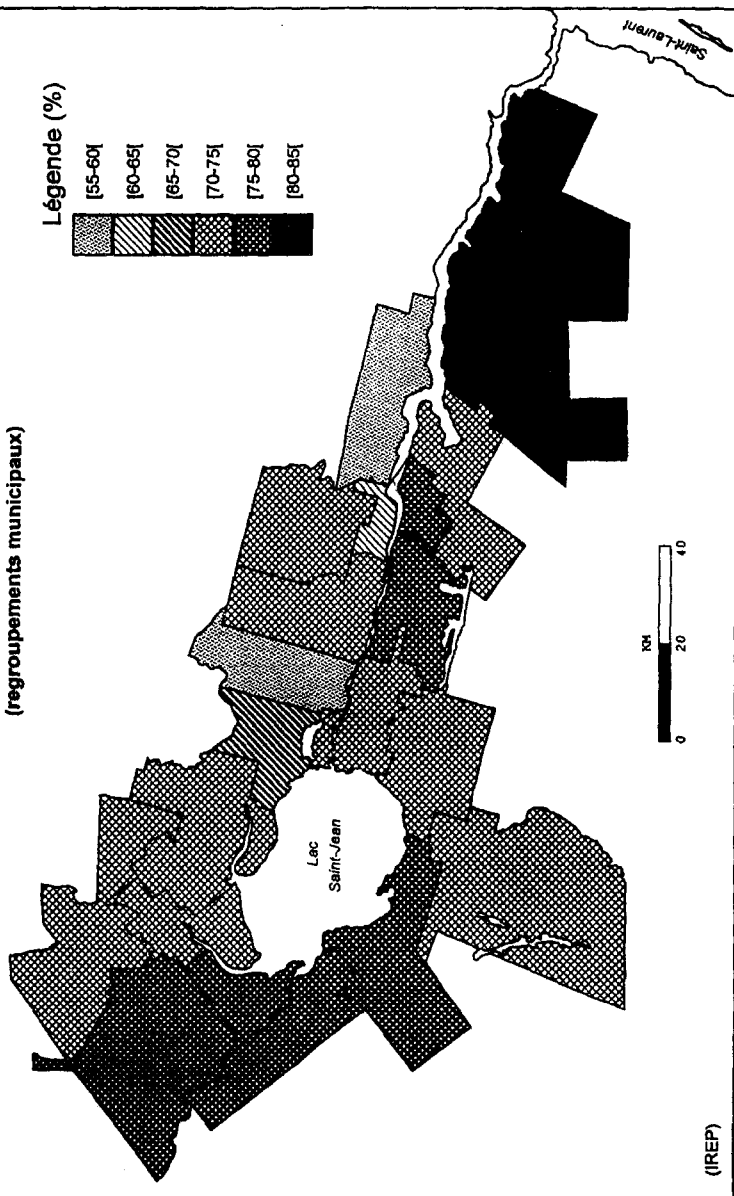 (regroupements municipaux)
Légende (%)
[55-60[
[60-65[
[65-70[
[70-75[
[75-80[
[80-85[
Saint-Laurent
Lac
Saint-Jean
KM
0 20 40
(IREP)